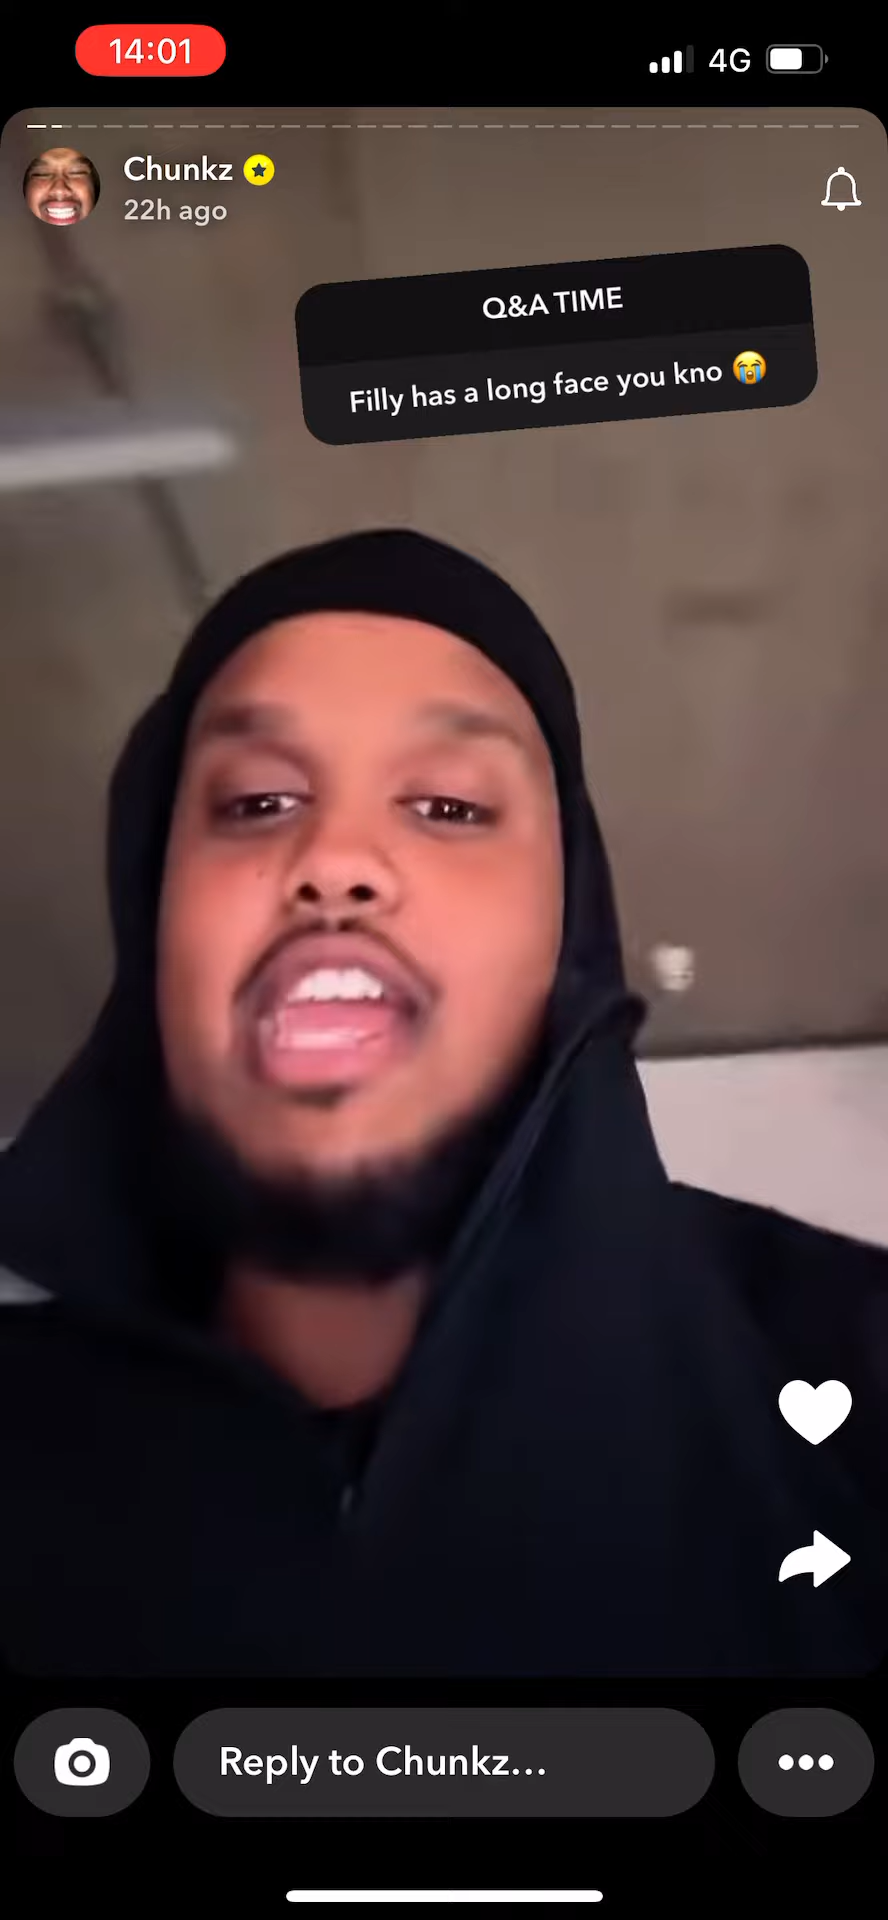 14:01
4G
Chunkz
22h ago
Q&A TIME
Filly has a long face you kno 😭
Reply to Chunkz...